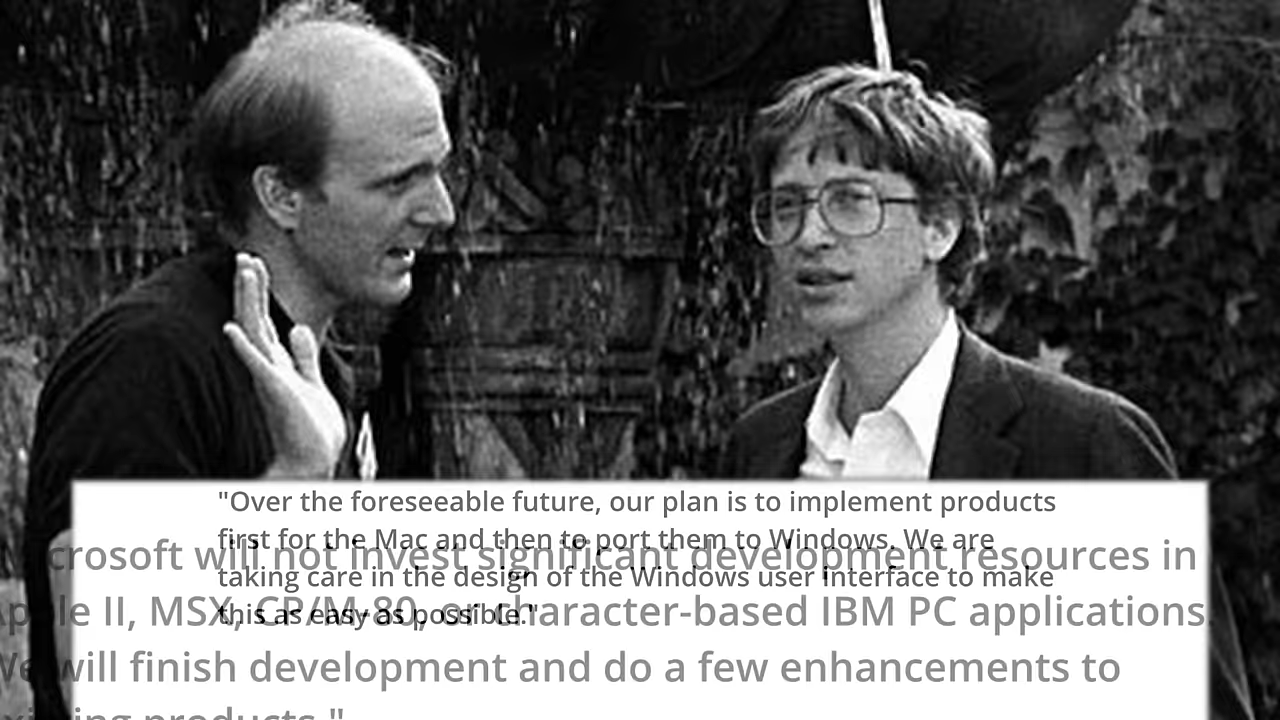 "Over the foreseeable future, our plan is to implement products
first for the Mac and then to port them to Windows. We are
taking care in the design of the Windows user interface to make
this as easy as possible."
will not invest significant development resources in
II, MSX, CP/M-80, or character-based IBM PC applications.
We will finish development and do a few enhancements to
products."